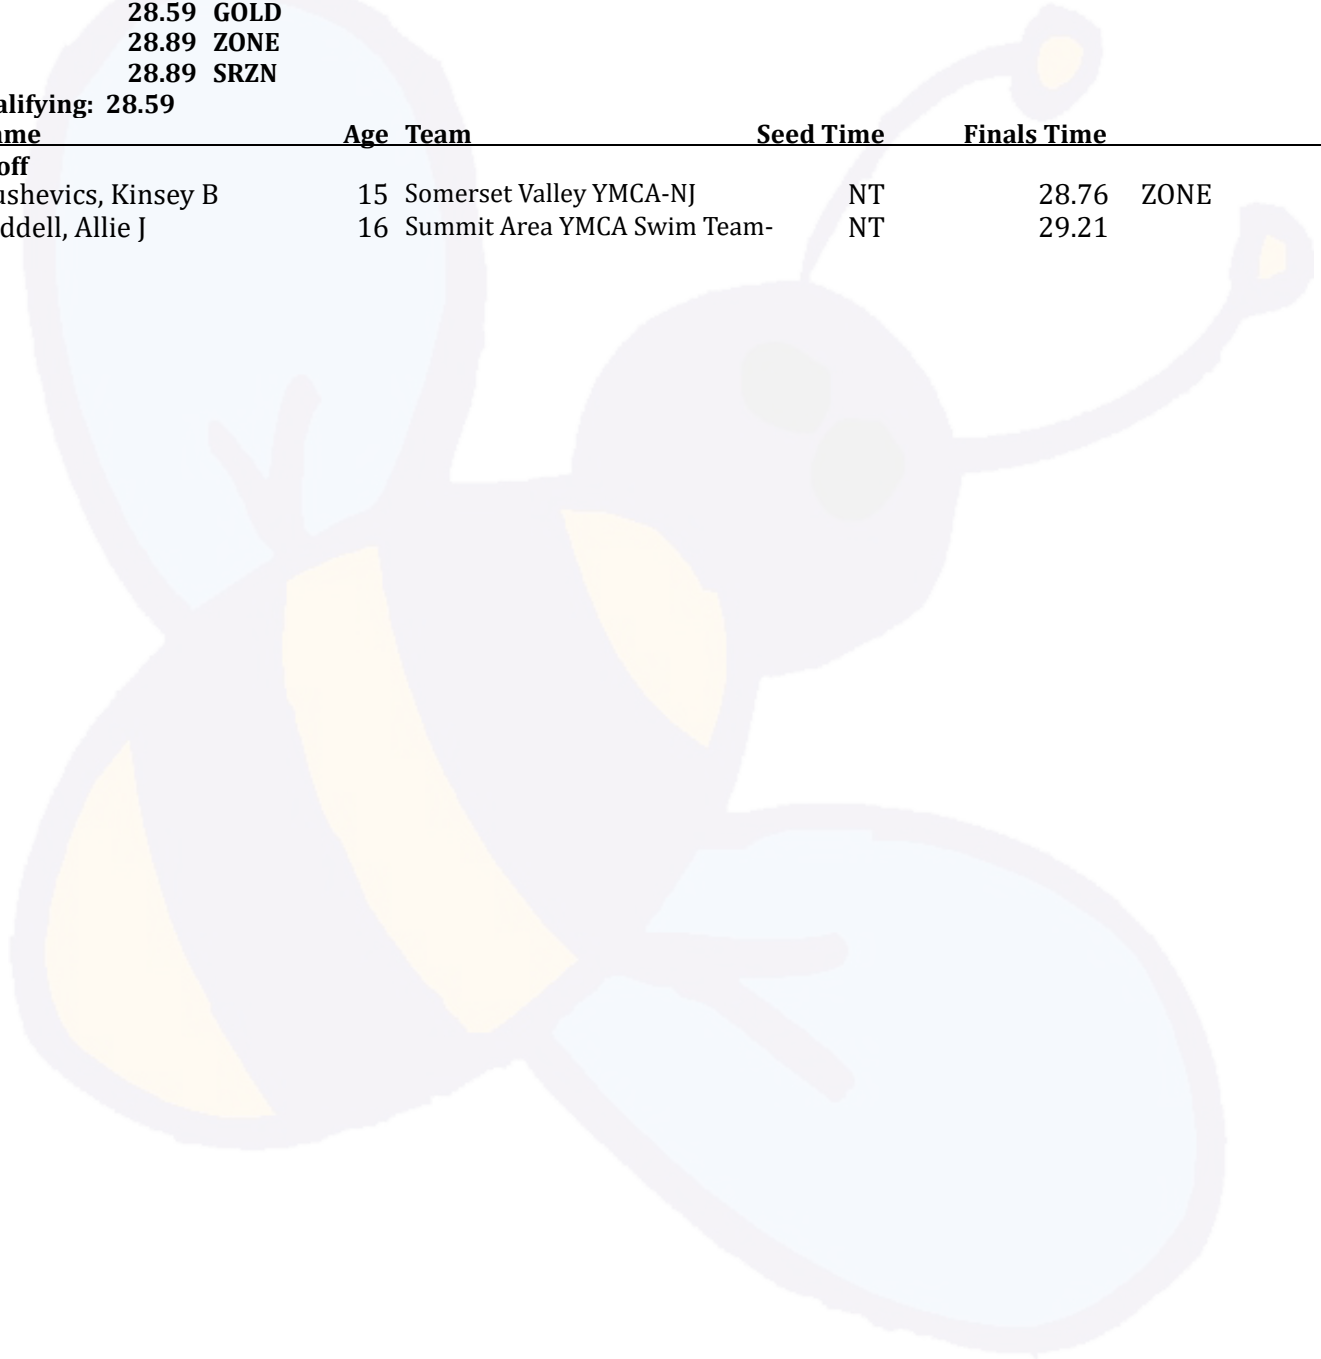 28.59 GOLD
28.89 ZONE
28.89 SRZN
alifying: 28.59
ame Age Team Seed Time Finals Time
off
ushevics, Kinsey B 15 Somerset Valley YMCA-NJ NT 28.76 ZONE
ddell, Allie J 16 Summit Area YMCA Swim Team- NT 29.21